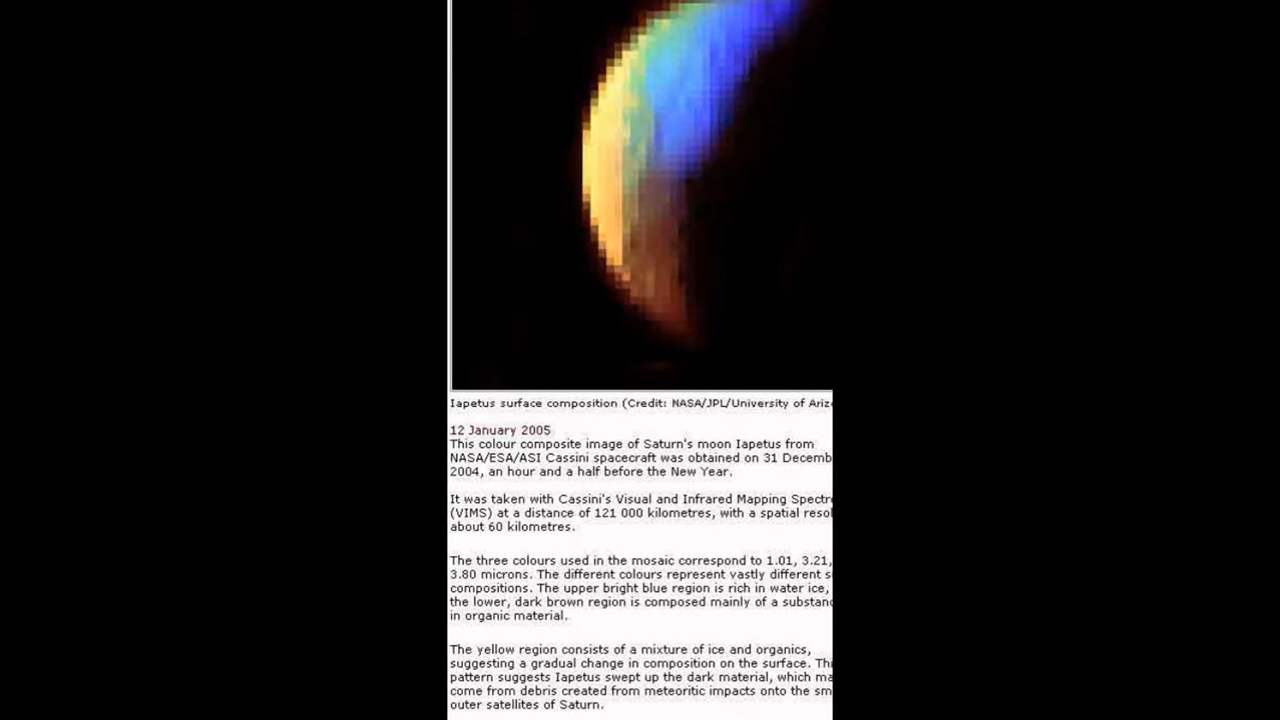 Iapetus surface composition (Credit: NASA/JPL/University of Ariz
12 January 2005
This colour composite image of Saturn's moon Iapetus from
NASA/ESA/ASI Cassini spacecraft was obtained on 31 Decemb
2004, an hour and a half before the New Year.
It was taken with Cassini's Visual and Infrared Mapping Spectr
(VIMS) at a distance of 121 000 kilometres, with a spatial resol
about 60 kilometres.
The three colours used in the mosaic correspond to 1.01, 3.21,
3.80 microns. The different colours represent vastly different s
compositions. The upper bright blue region is rich in water ice,
the lower, dark brown region is composed mainly of a substanc
in organic material.
The yellow region consists of a mixture of ice and organics,
suggesting a gradual change in composition on the surface. Thi
pattern suggests Iapetus swept up the dark material, which ma
come from debris created from meteoritic impacts onto the sm
outer satellites of Saturn.